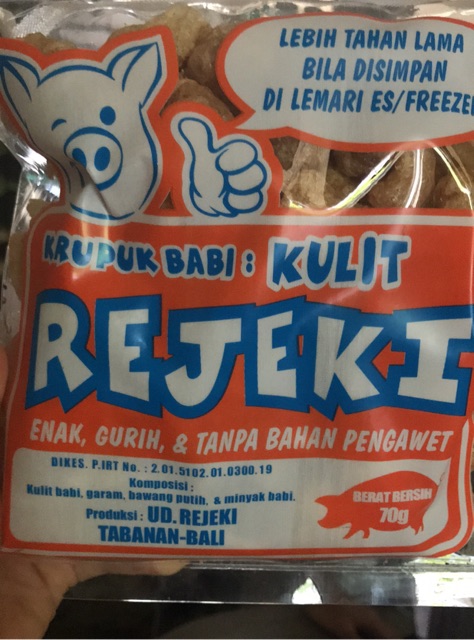 LEBIH TAHAN LAMA
BILA DISIMPAN
DI LEMARI ES/FREEZER
KRUPUK BABI : KULIT
REJEKI
ENAK, GURIH, & TANPA BAHAN PENGAWET
DIKES. P.IRT No. : 2.01.5102.01.0300.19
Komposisi :
Kulit babi, garam, bawang putih, & minyak babi.
Produksi : UD. REJEKI
TABANAN-BALI
BERAT BERSIH
70g